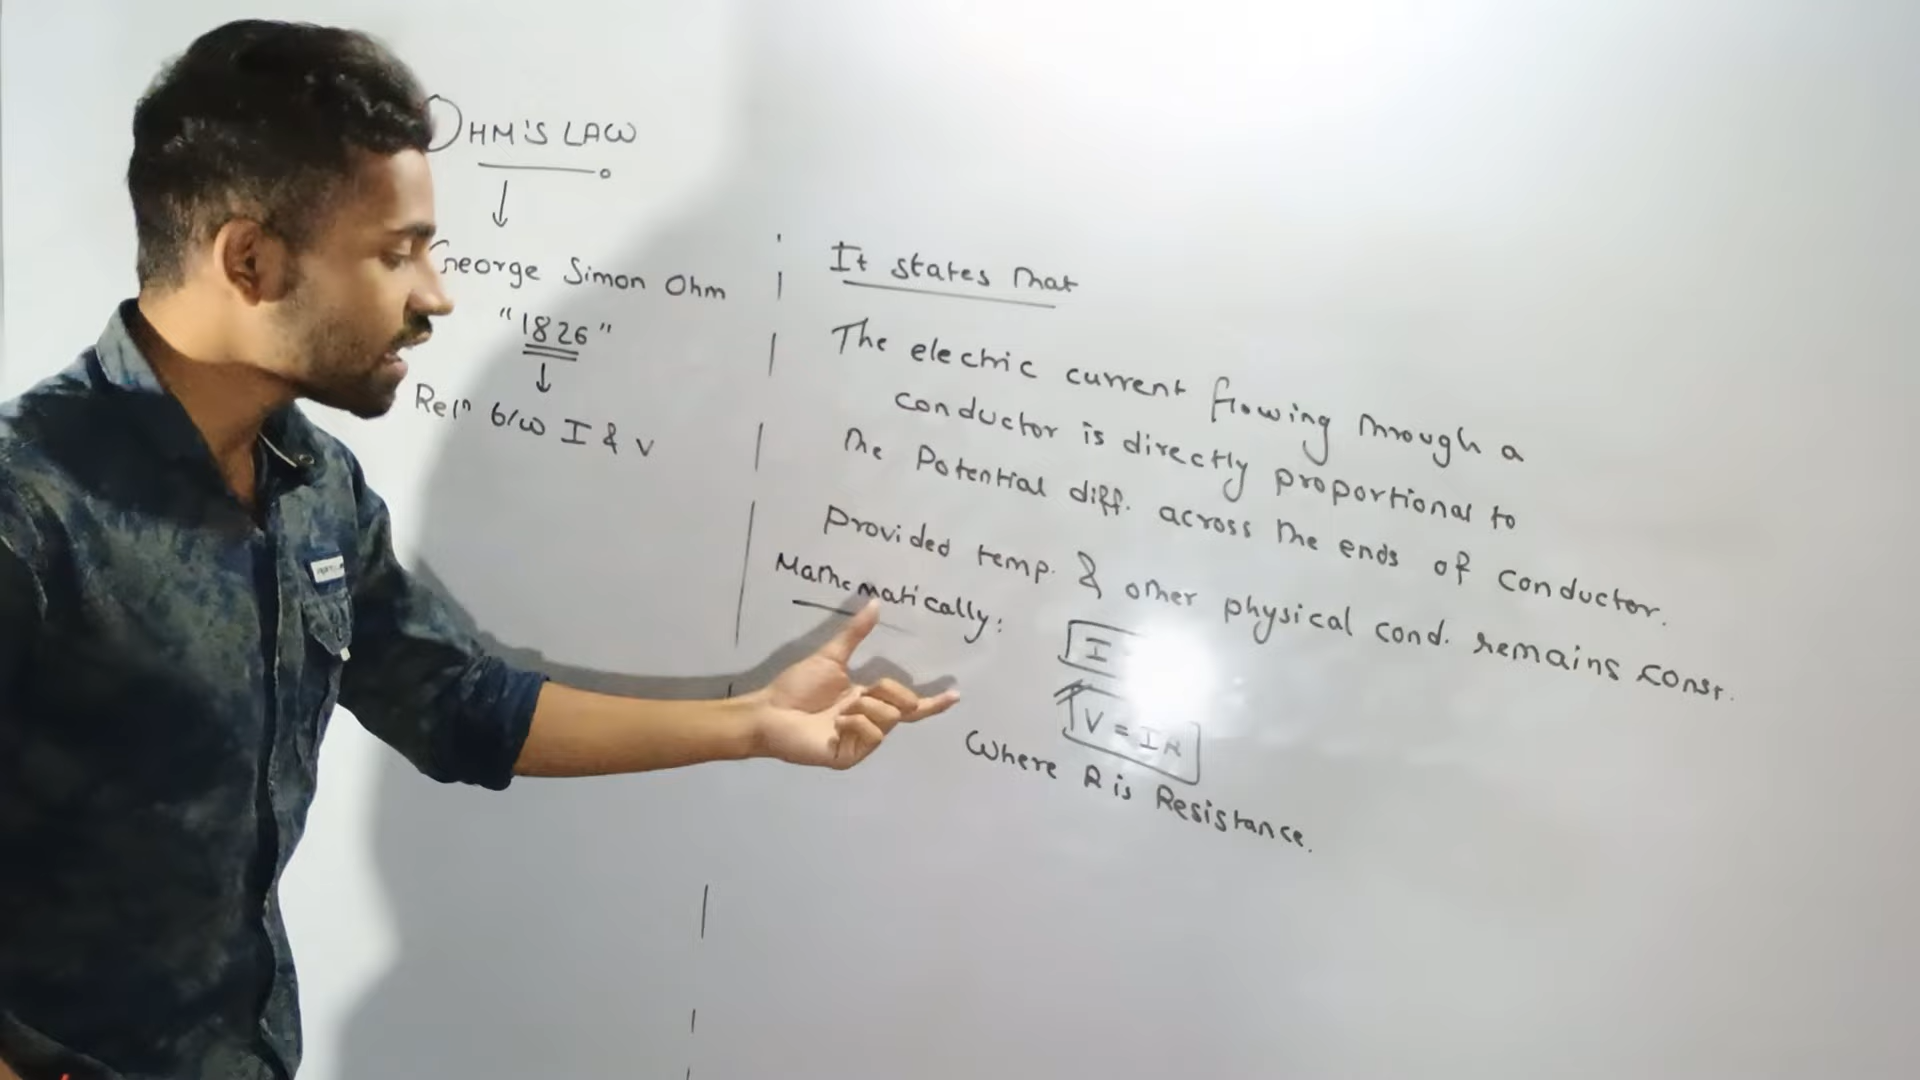 OHM'S LAW
George Simon Ohm
"1826"
Relⁿ b/w I & V
It states that
The electric current flowing through a
conductor is directly proportional to
the Potential diff. across the ends of conductor.
Provided temp. & other physical cond. remains const.
Mathematically:
I
V = IR
Where R is Resistance.